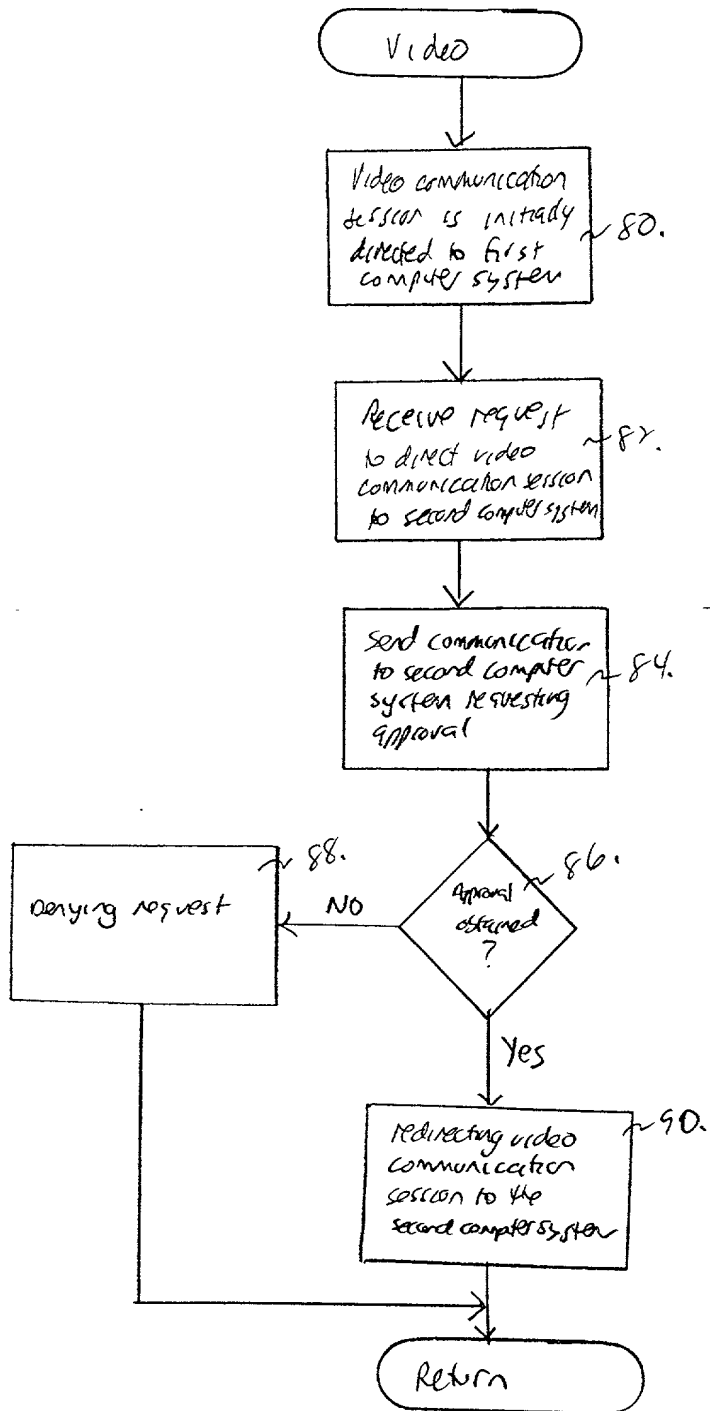 Video
Video communication
session is initially
directed to first
computer system
~80.
Receive request
to direct video
communication session
to second computer system
~82.
Send communication
to second computer
system requesting
approval
~84.
Approval
obtained
?
~86.
NO
~88.
Denying request
Yes
redirecting video
communication
session to the
second computer system
~90.
Return